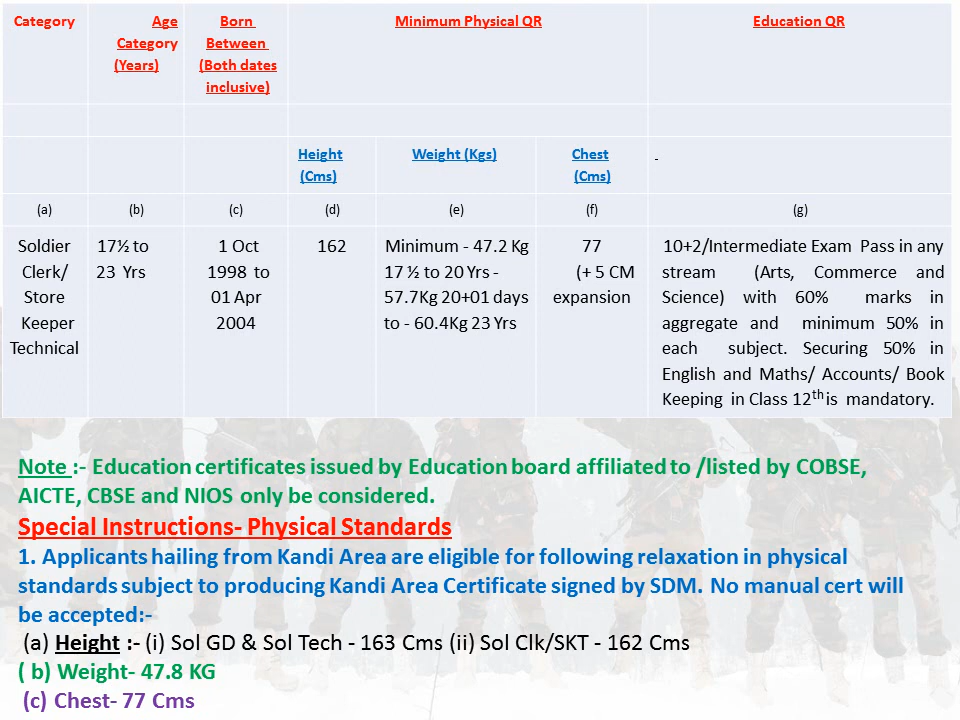 Category
Age Category (Years)
Born Between (Both dates inclusive)
Minimum Physical QR
Education QR
Height (Cms)
Weight (Kgs)
Chest (Cms)
(a)
(b)
(c)
(d)
(e)
(f)
(g)
Soldier
Clerk/
Store
Keeper
Technical
17½ to
23 Yrs
1 Oct
1998 to
01 Apr
2004
162
Minimum - 47.2 Kg
17 ½ to 20 Yrs -
57.7Kg 20+01 days
to - 60.4Kg 23 Yrs
77
(+ 5 CM
expansion
10+2/Intermediate Exam Pass in any
stream (Arts, Commerce and
Science) with 60% marks in
aggregate and minimum 50% in
each subject. Securing 50% in
English and Maths/ Accounts/ Book
Keeping in Class 12th is mandatory.
Note :- Education certificates issued by Education board affiliated to /listed by COBSE,
AICTE, CBSE and NIOS only be considered.
Special Instructions- Physical Standards
1. Applicants hailing from Kandi Area are eligible for following relaxation in physical
standards subject to producing Kandi Area Certificate signed by SDM. No manual cert will
be accepted:-
(a) Height :- (i) Sol GD & Sol Tech - 163 Cms (ii) Sol Clk/SKT - 162 Cms
( b) Weight- 47.8 KG
(c) Chest- 77 Cms